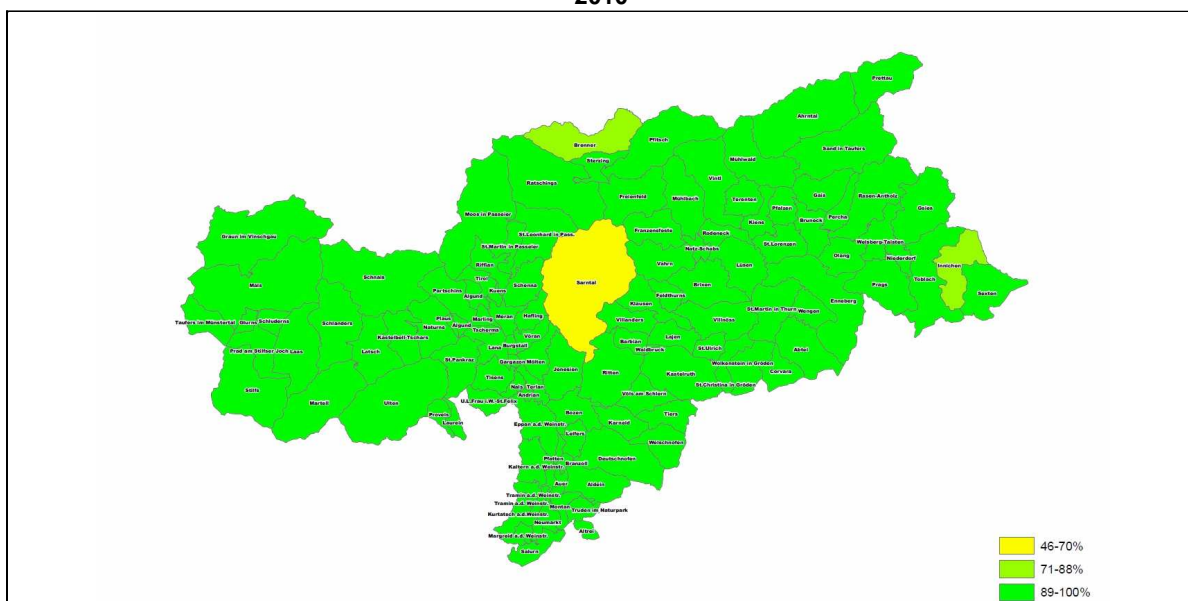 Prettau
Ahrntal
Brenner
Pfitsch
Sand in Taufers
Sterzing
Mühlwald
Ratschings
Vintl
Gais
Rasen-Antholz
Freienfeld
Mühlbach
Terenten
Pfalzen
Gsies
Moos in Passeier
Kiens
Bruneck
Percha
St.Leonhard in Pass.
Franzensfeste
Rodeneck
Graun im Vinschgau
St.Martin in Passeier
Natz-Schabs
St.Lorenzen
Welsberg-Taisten
Riffian
Vahrn
Lüsen
Olang
Niederdorf
Innichen
Schnals
Tirol
Toblach
Mals
Schenna
Sarntal
Brixen
Prags
Sexten
Partschins
Algund
Kuens
Feldthurns
Klausen
Enneberg
Taufers im Münstertal
Glurns
Schluderns
Schlanders
Plaus
Marling
Meran
Hafling
Villanders
Villnöss
St.Martin in Thurn
Wengen
Naturns
Algund
Tscherms
Kastelbell-Tschars
Vöran
Barbian
Lajen
Prad am Stilfser Joch
Laas
Latsch
Lana
Burgstall
Waidbruck
St.Ulrich
Abtei
St.Pankraz
Gargazon
Mölten
Jenesien
Ritten
Wolkenstein in Gröden
Corvara
Stilfs
Tisens
Kastelruth
St.Christina in Gröden
Martell
Ulten
Nals
Terlan
Andrian
Völs am Schlern
U.L.Frau i.W.-St.Felix
Proveis
Laurein
Bozen
Tiers
Eppan a.d. Weinstr.
Karneid
Leifers
Welschnofen
Pfatten
Branzoll
Deutschnofen
Kaltern a.d. Weinstr.
Auer
Aldein
Tramin a.d. Weinstr.
Tramin a.d. Weinstr.
Montan
Truden im Naturpark
Kurtatsch a.d.Weinstr.
Neumarkt
Altrei
Margreid a.d. Weinstr.
Salurn
46-70%
71-88%
89-100%